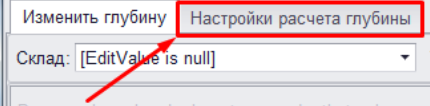 Изменить глубину Настройки расчета глубины
Склад: [EditValue is null]